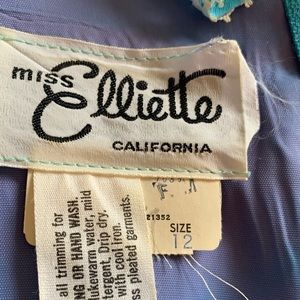 miss Elliette
CALIFORNIA
21352
SIZE
12
all trimming for
NG OR HAND WASH.
lukewarm water, mild
etergent. Drip dry.
with cool iron.
ss pleated garments.